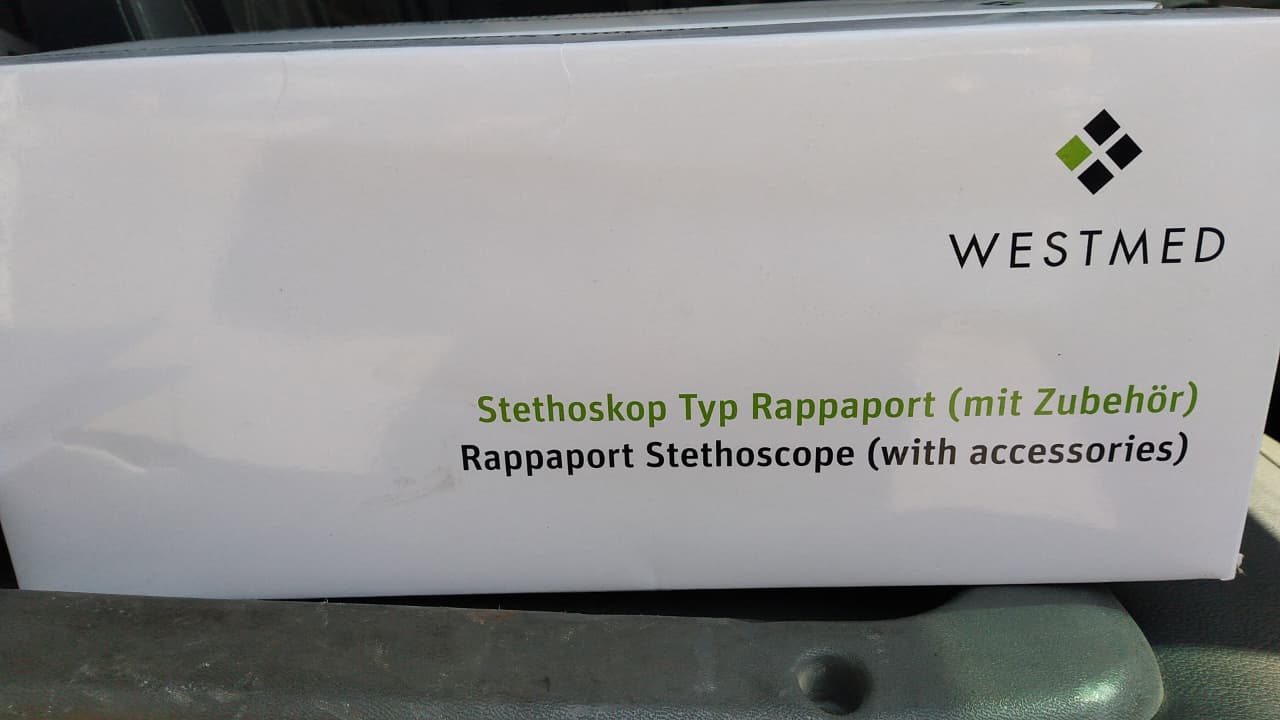 WESTMED
Stethoskop Typ Rappaport (mit Zubehör)
Rappaport Stethoscope (with accessories)